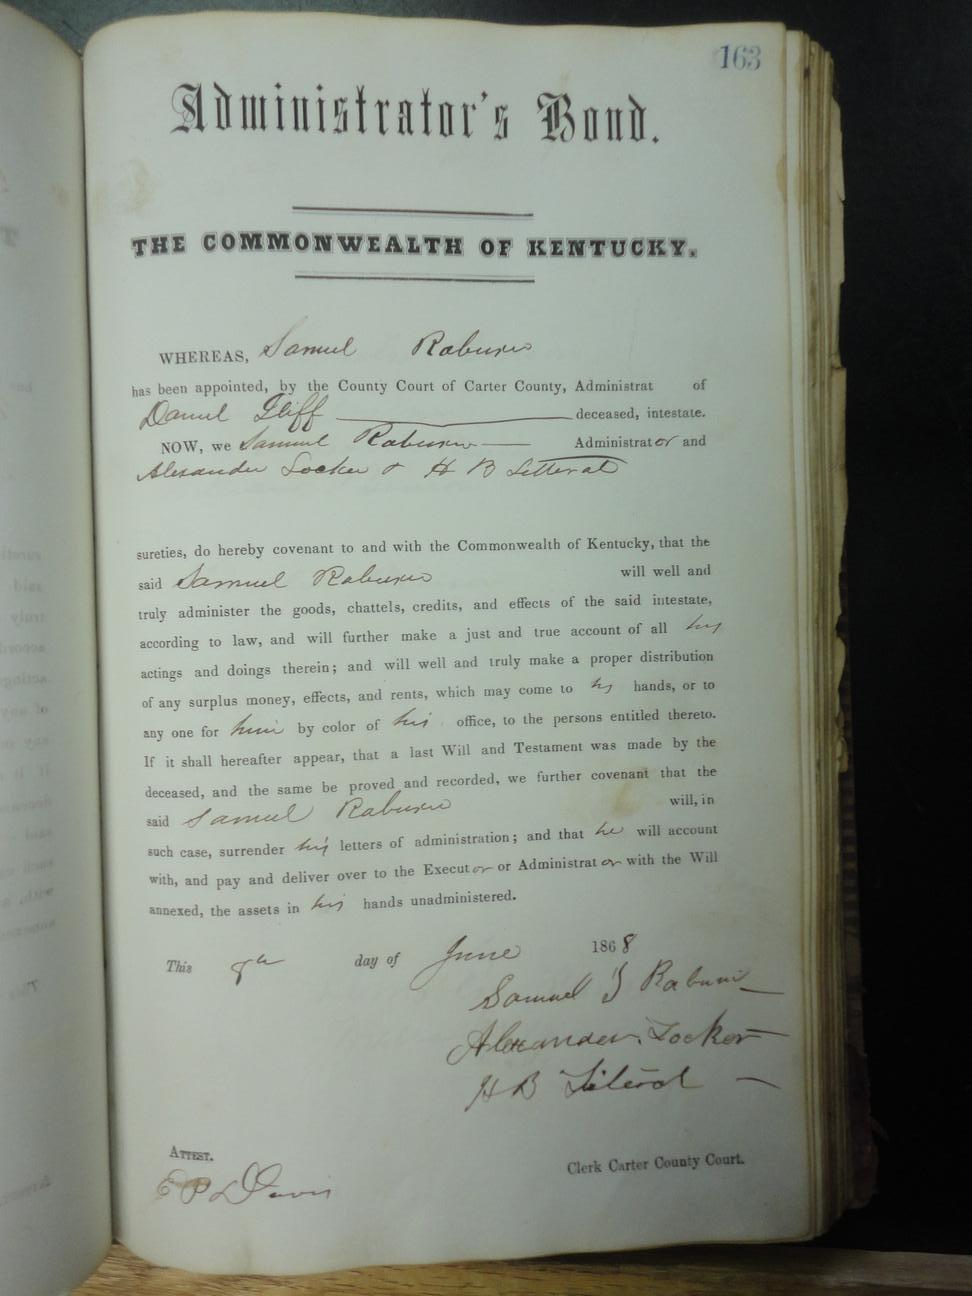 163
Administrator's Bond.
THE COMMONWEALTH OF KENTUCKY.
WHEREAS, Samuel
has been appointed, by the County Court of Carter County, Administrat of
Daniel Iliff deceased, intestate.
NOW, we Samuel Administrator and
Alexander Locker & H B Litteral
sureties, do hereby covenant to and with the Commonwealth of Kentucky, that the
said Samuel will well and
truly administer the goods, chattels, credits, and effects of the said intestate,
according to law, and will further make a just and true account of all his
actings and doings therein; and will well and truly make a proper distribution
of any surplus money, effects, and rents, which may come to his hands, or to
any one for him by color of his office, to the persons entitled thereto.
If it shall hereafter appear, that a last Will and Testament was made by the
deceased, and the same be proved and recorded, we further covenant that the
said Samuel will, in
such case, surrender his letters of administration; and that he will account
with, and pay and deliver over to the Executor or Administrator with the Will
annexed, the assets in his hands unadministered.
This 8th day of June 1868
Samuel
Alexander Locker
H B
ATTEST.
Clerk Carter County Court.
Davis